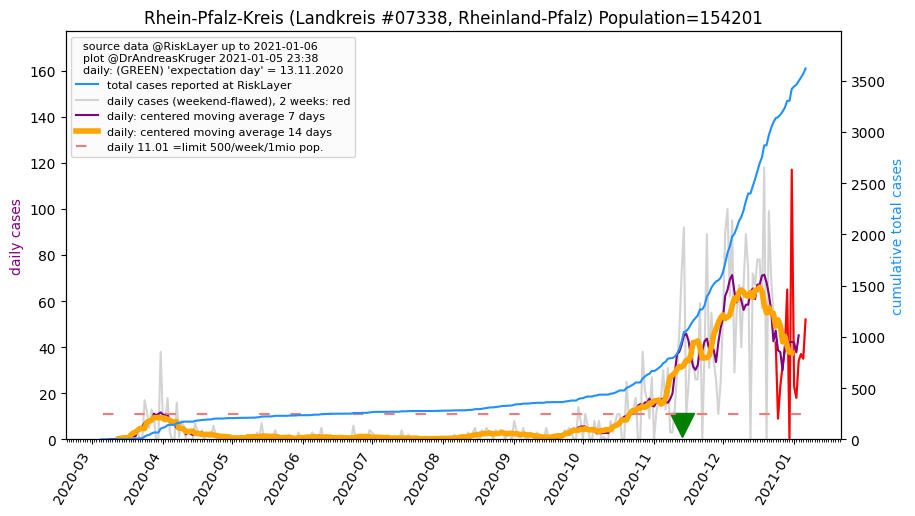 Rhein-Pfalz-Kreis (Landkreis #07338, Rheinland-Pfalz) Population=154201
source data @RiskLayer up to 2021-01-06
plot @DrAndreasKruger 2021-01-05 23:38
daily: (GREEN) 'expectation day' = 13.11.2020
total cases reported at RiskLayer
daily cases (weekend-flawed), 2 weeks: red
daily: centered moving average 7 days
daily: centered moving average 14 days
daily 11.01 =limit 500/week/1mio pop.
daily cases
160
140
120
100
80
60
40
20
0
3500
3000
2500
2000
1500
1000
500
0
cumulative total cases
2020-03
2020-04
2020-05
2020-06
2020-07
2020-08
2020-09
2020-10
2020-11
2020-12
2021-01